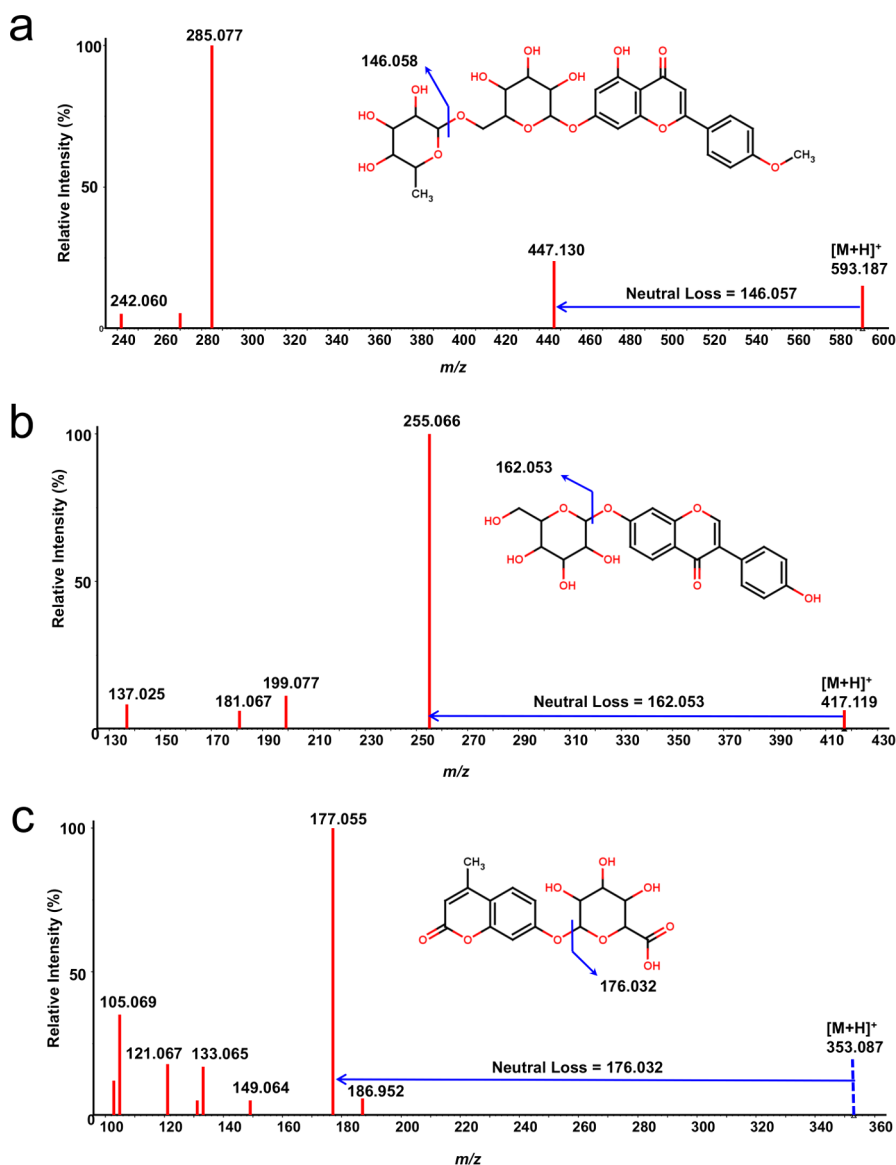 a
100
50
0
Relative Intensity (%)
285.077
242.060
447.130
[M+H]+
593.187
Neutral Loss = 146.057
146.058
OH
O
HO
OH
OH
OH
HO
O
O
O
O
HO
O
HO
CH3
O
CH3
240 260 280 300 320 340 360 380 400 420 440 460 480 500 520 540 560 580 600
m/z
b
100
50
0
Relative Intensity (%)
255.066
137.025
181.067
199.077
[M+H]+
417.119
Neutral Loss = 162.053
162.053
HO
O
O
O
HO
OH
OH
O
OH
130 150 170 190 210 230 250 270 290 310 330 350 370 390 410 430
m/z
c
100
50
0
Relative Intensity (%)
177.055
105.069
121.067
133.065
149.064
186.952
[M+H]+
353.087
Neutral Loss = 176.032
CH3
OH
HO
OH
O
O
O
O
O
OH
176.032
100 120 140 160 180 200 220 240 260 280 300 320 340 360
m/z